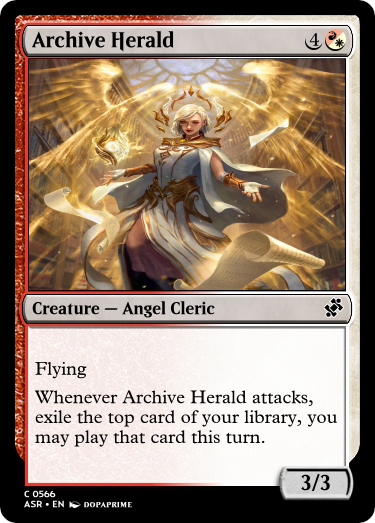 Archive Herald 4
Creature — Angel Cleric
Flying
Whenever Archive Herald attacks,
exile the top card of your library, you
may play that card this turn.
3/3
C 0566
ASR • EN DOPAPRIME